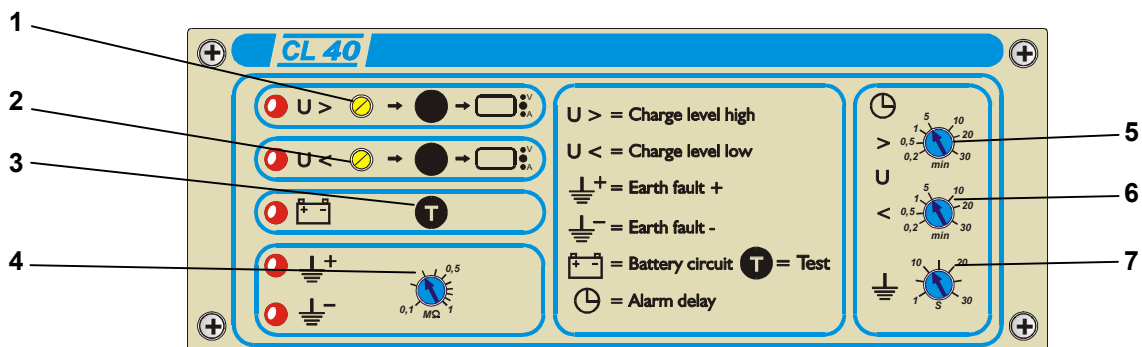 1
CL 40
2
U >
V
A
3
U <
V
A
+ -
T
4
+
-
0,5
0,1
1
MΩ
U > = Charge level high
U < = Charge level low
+ = Earth fault +
- = Earth fault -
+ - = Battery circuit T = Test
= Alarm delay
>
U
<
5
10
1
20
0,5
0,2
30
min
5
5
10
1
20
0,5
0,2
30
min
6
10
20
1
30
S
7